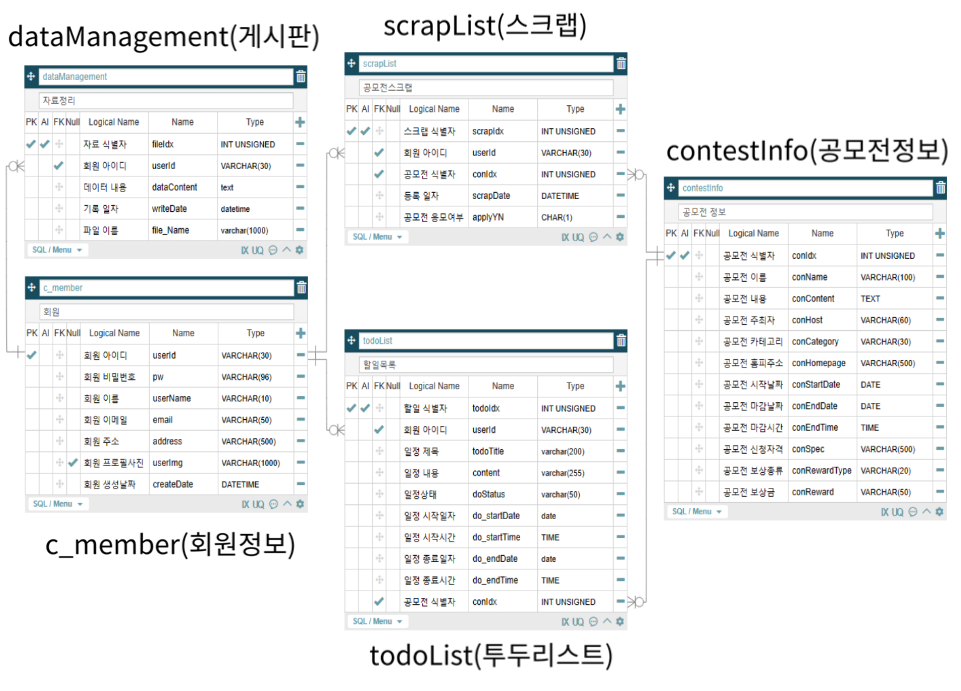 dataManagement(게시판)
dataManagement
자료정리
PK AI FK Null Logical Name Name Type
자료 식별자 fileIdx INT UNSIGNED
회원 아이디 userId VARCHAR(30)
데이터 내용 dataContent text
기록 일자 writeDate datetime
파일 이름 file_Name varchar(1000)
SQL / Menu IX UQ
c_member
회원
PK AI FK Null Logical Name Name Type
회원 아이디 userId VARCHAR(30)
회원 비밀번호 pw VARCHAR(96)
회원 이름 userName VARCHAR(10)
회원 이메일 email VARCHAR(50)
회원 주소 address VARCHAR(500)
회원 프로필사진 userImg VARCHAR(1000)
회원 생성날짜 createDate DATETIME
SQL / Menu IX UQ
c_member(회원정보)
scrapList(스크랩)
scrapList
공모전스크랩
PK AI FK Null Logical Name Name Type
스크랩 식별자 scrapIdx INT UNSIGNED
회원 아이디 userId VARCHAR(30)
공모전 식별자 conIdx INT UNSIGNED
등록 일자 scrapDate DATETIME
공모전 응모여부 applyYN CHAR(1)
SQL / Menu IX UQ
todoList
할일목록
PK AI FK Null Logical Name Name Type
할일 식별자 todoIdx INT UNSIGNED
회원 아이디 userId VARCHAR(30)
일정 제목 todoTitle varchar(200)
일정 내용 content varchar(255)
일정상태 doStatus varchar(50)
일정 시작일자 do_startDate date
일정 시작시간 do_startTime TIME
일정 종료일자 do_endDate date
일정 종료시간 do_endTime TIME
공모전 식별자 conIdx INT UNSIGNED
SQL / Menu IX UQ
todoList(투두리스트)
contestInfo(공모전정보)
contestInfo
공모전 정보
PK AI FK Null Logical Name Name Type
공모전 식별자 conIdx INT UNSIGNED
공모전 이름 conName VARCHAR(100)
공모전 내용 conContent TEXT
공모전 주최자 conHost VARCHAR(60)
공모전 카테고리 conCategory VARCHAR(30)
공모전 홈피주소 conHomepage VARCHAR(500)
공모전 시작날짜 conStartDate DATE
공모전 마감날짜 conEndDate DATE
공모전 마감시간 conEndTime TIME
공모전 신청자격 conSpec VARCHAR(500)
공모전 보상종류 conRewardType VARCHAR(20)
공모전 보상금 conReward VARCHAR(50)
SQL / Menu IX UQ